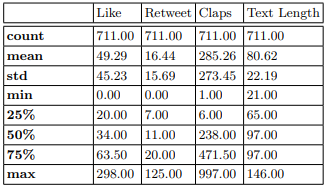 Like Retweet Claps Text Length
count 711.00 711.00 711.00 711.00
mean 49.29 16.44 285.26 80.62
std 45.23 15.69 273.45 22.19
min 0.00 0.00 1.00 21.00
25% 20.00 7.00 6.00 65.00
50% 34.00 11.00 238.00 97.00
75% 63.50 20.00 471.50 97.00
max 298.00 125.00 997.00 146.00